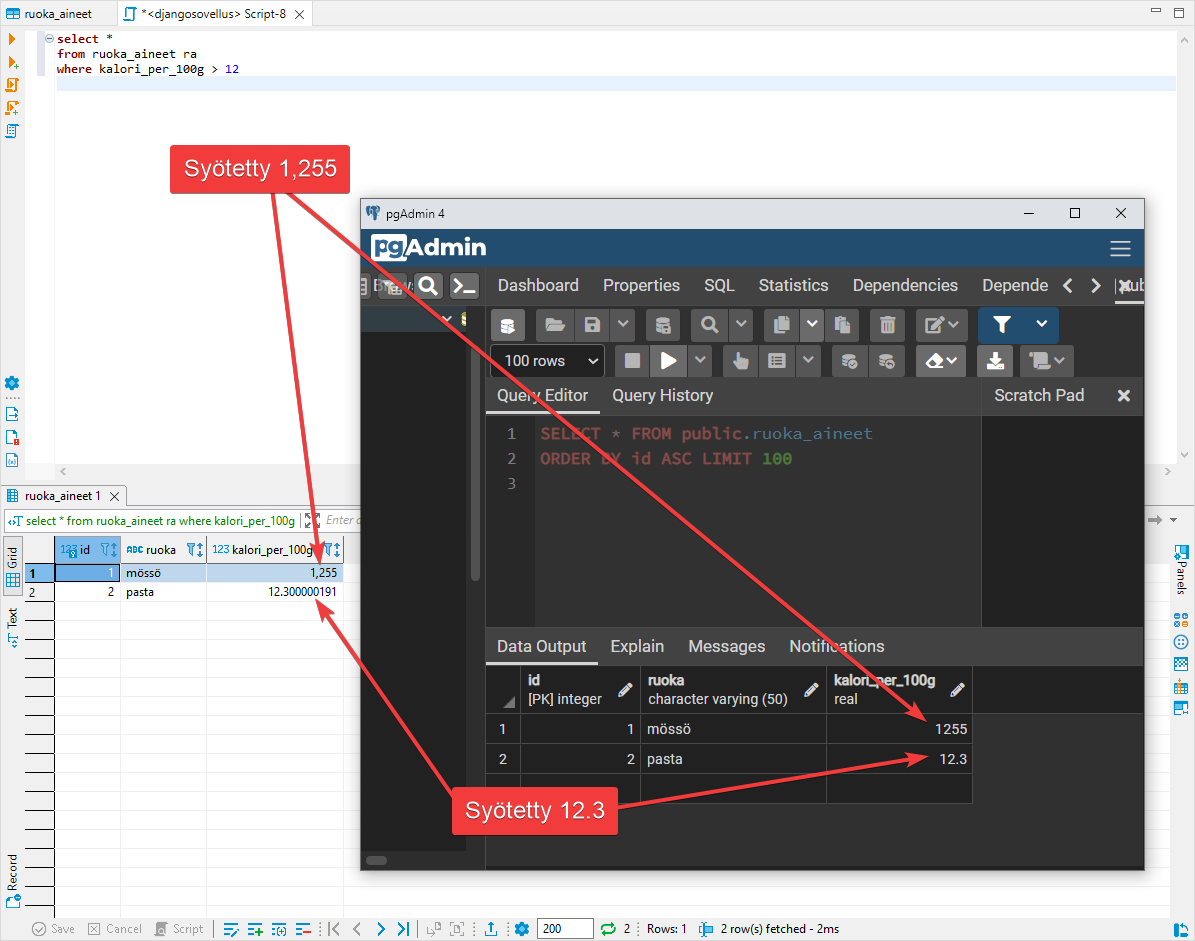 ruoka_aineet
*<djangosovellus> Script-8
select *
from ruoka_aineet ra
where kalori_per_100g > 12
Syötetty 1,255
pgAdmin 4
pgAdmin
Dashboard Properties SQL Statistics Dependencies Depende
100 rows
Query Editor Query History Scratch Pad
1 SELECT * FROM public.ruoka_aineet
2 ORDER BY id ASC LIMIT 100
3
ruoka_aineet 1
select * from ruoka_aineet ra where kalori_per_100g
Enter
Grid
Text
Record
123 id ABC ruoka 123 kalori_per_100g
1 1 mössö 1,255
2 2 pasta 12.300000191
Data Output Explain Messages Notifications
id ruoka kalori_per_100g
[PK] integer character varying (50) real
1 1 mössö 1255
2 2 pasta 12.3
Syötetty 12.3
Panels
Save Cancel Script 200 2 Rows: 1 2 row(s) fetched - 2ms